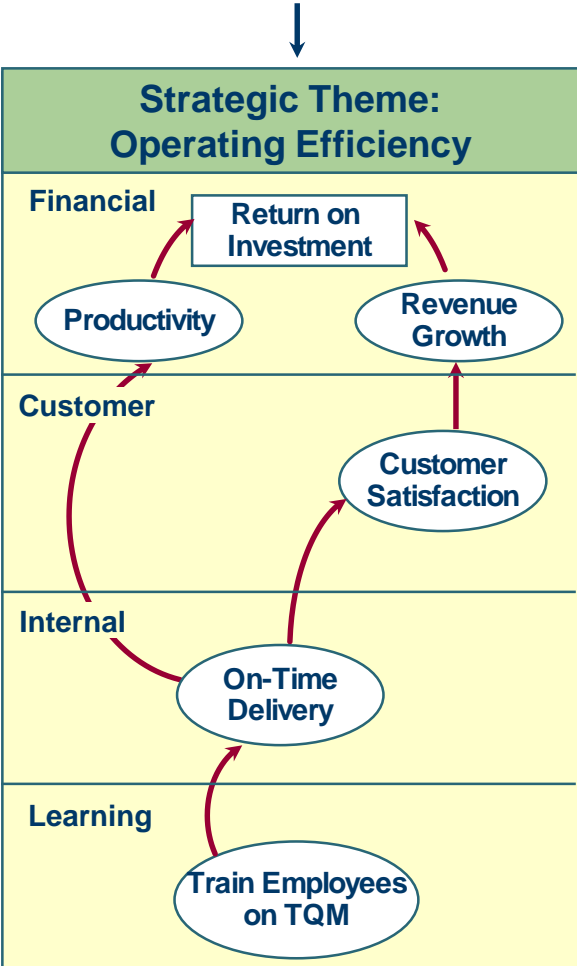 Strategic Theme:
Operating Efficiency
Financial
Return on
Investment
Productivity
Revenue
Growth
Customer
Customer
Satisfaction
Internal
On-Time
Delivery
Learning
Train Employees
on TQM